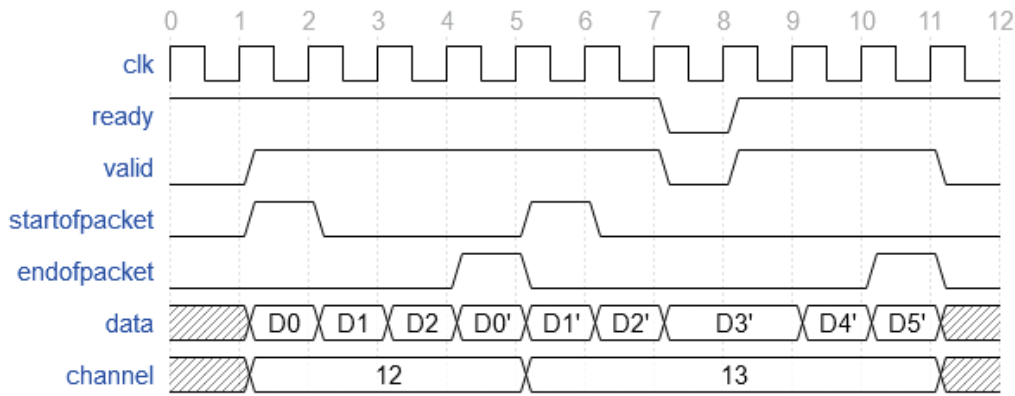 0 1 2 3 4 5 6 7 8 9 10 11 12
clk
ready
valid
startofpacket
endofpacket
data D0 D1 D2 D0' D1' D2' D3' D4' D5'
channel 12 13